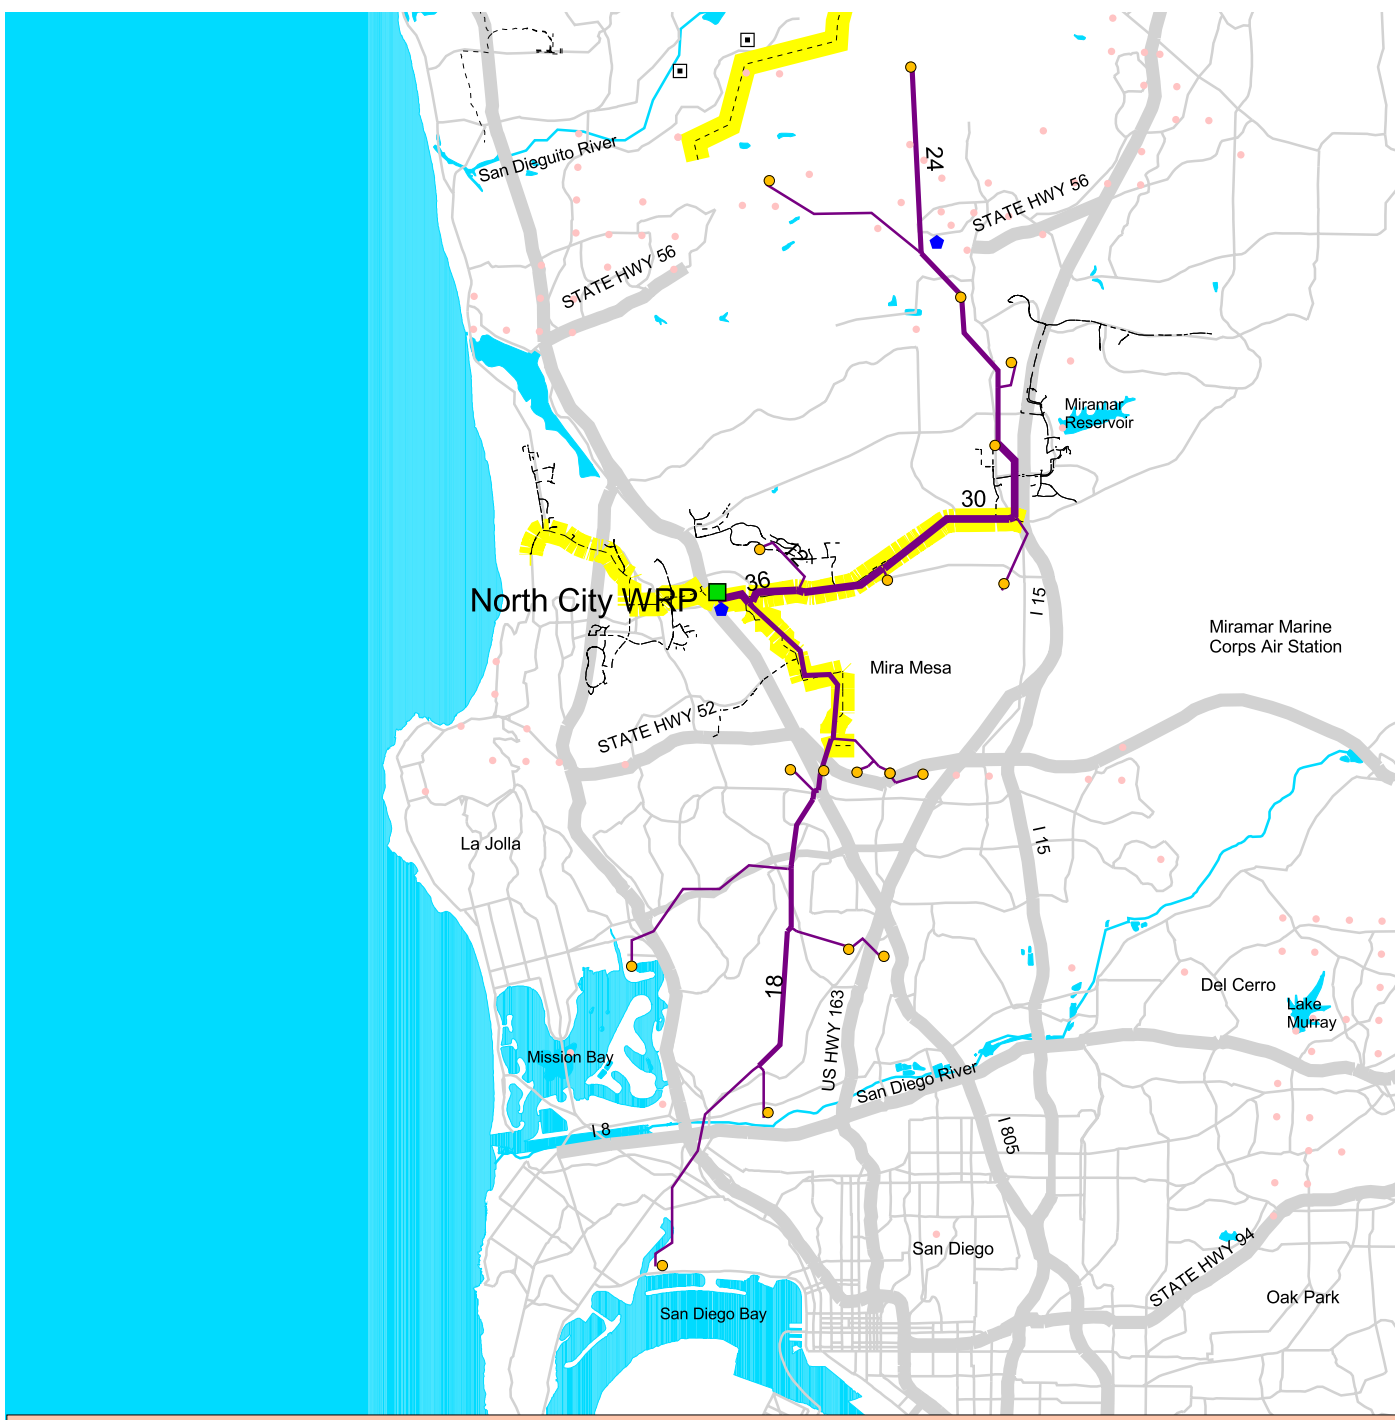 San Dieguito River
24
STATE HWY 56
STATE HWY 56
Miramar
Reservoir
30
36
North City WRP
I 15
Miramar Marine
Corps Air Station
Mira Mesa
STATE HWY 52
La Jolla
I 15
18
US HWY 163
Del Cerro
Lake
Murray
Mission Bay
San Diego River
I 8
I 805
San Diego
STATE HWY 94
Oak Park
San Diego Bay